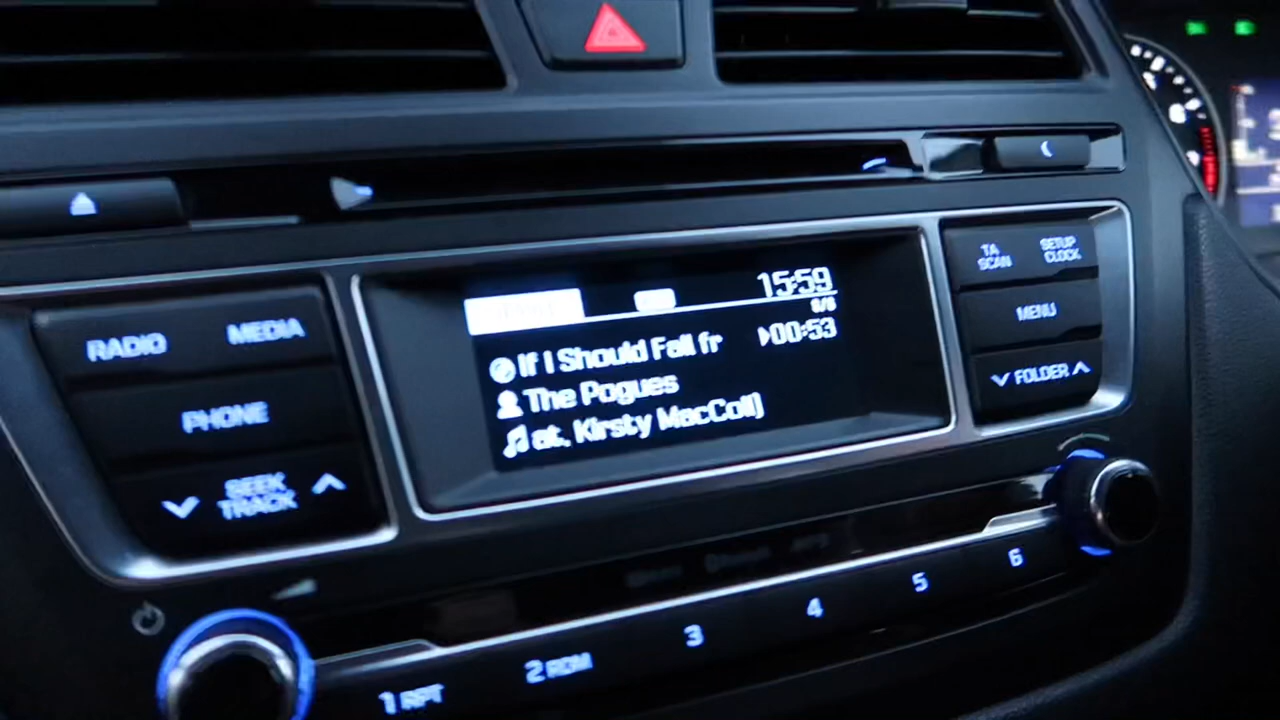 15:59
6/6
If I Should Fall fr
00:53
The Pogues
at. Kirsty MacColl)
RADIO
MEDIA
PHONE
SEEK
TRACK
TA
SCAN
SETUP
CLOCK
MENU
FOLDER
1 RPT
2 RDM
3
4
5
6